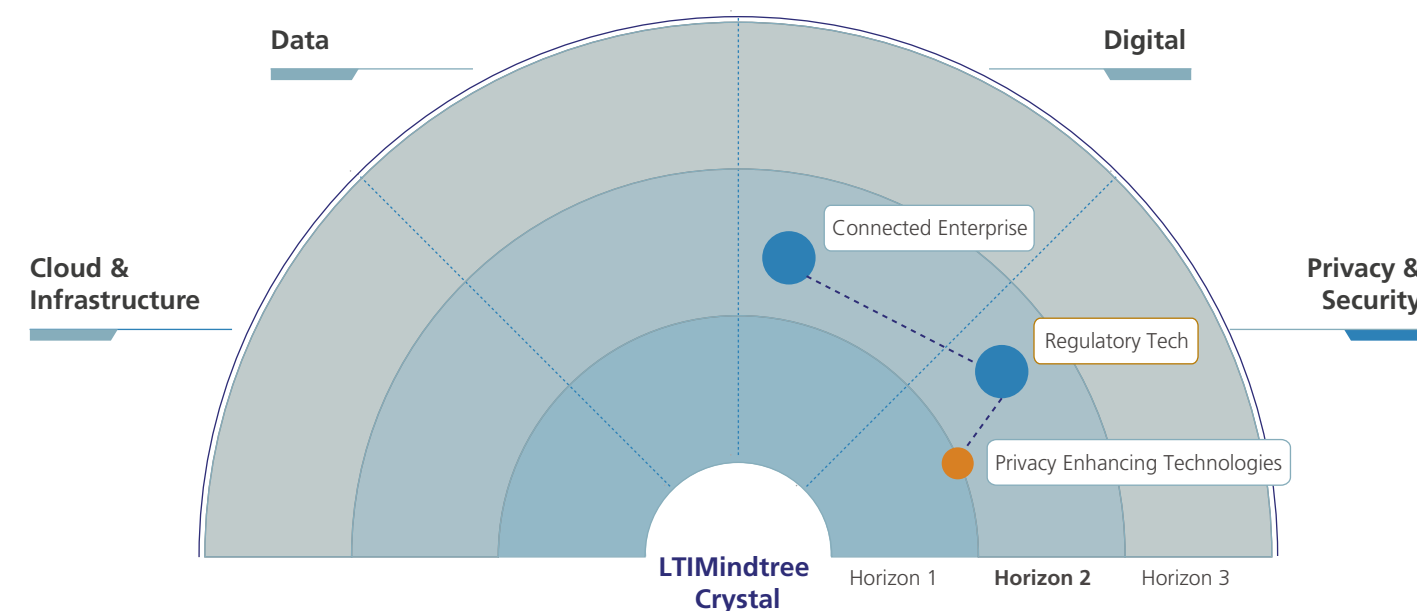 Data
Digital
Connected Enterprise
Cloud &
Infrastructure
Privacy &
Security
Regulatory Tech
Privacy Enhancing Technologies
LTIMindtree
Crystal
Horizon 1
Horizon 2
Horizon 3